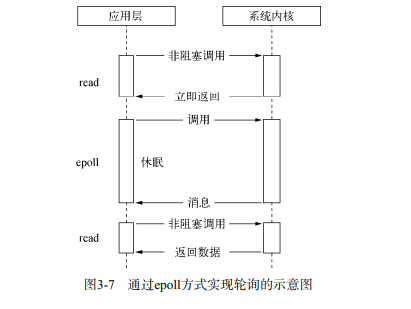 应用层
系统内核
非阻塞调用
read
立即返回
调用
epoll
休眠
消息
非阻塞调用
read
返回数据
图3-7 通过epoll方式实现轮询的示意图